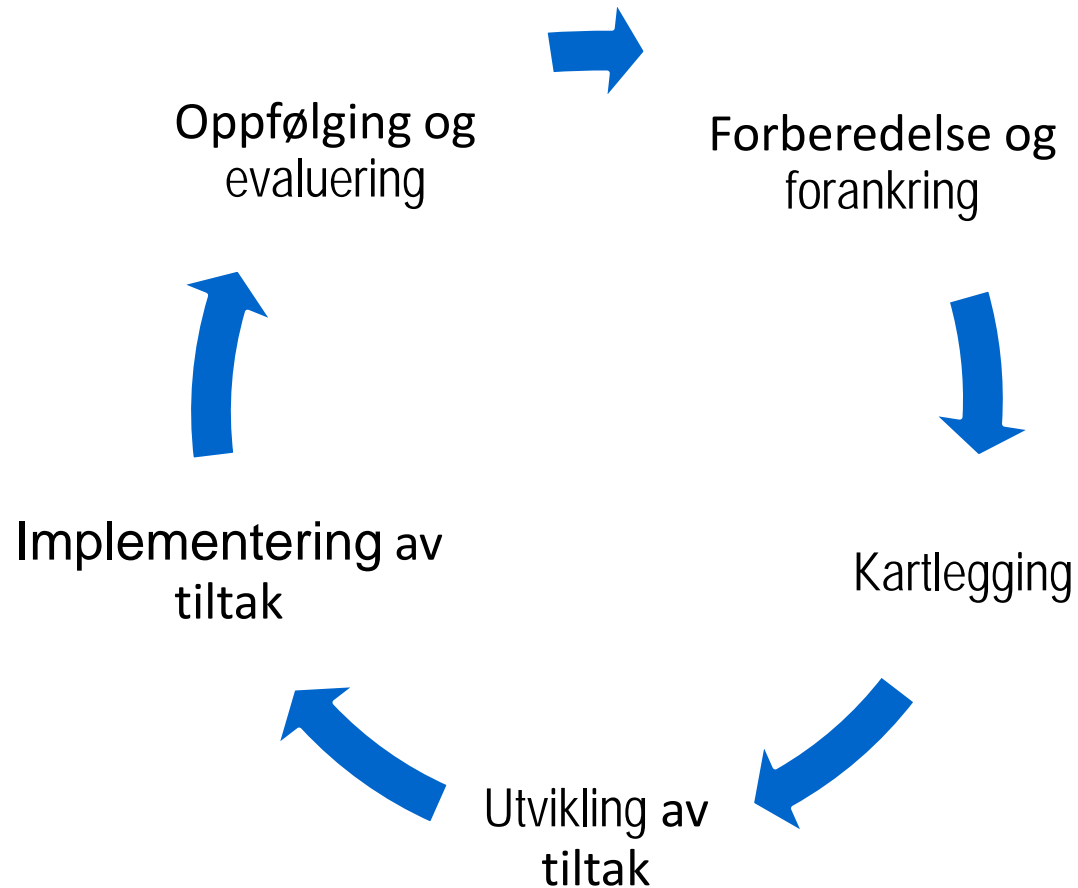 Oppfølging og
evaluering
Forberedelse og
forankring
Kartlegging
Utvikling av
tiltak
Implementering av
tiltak